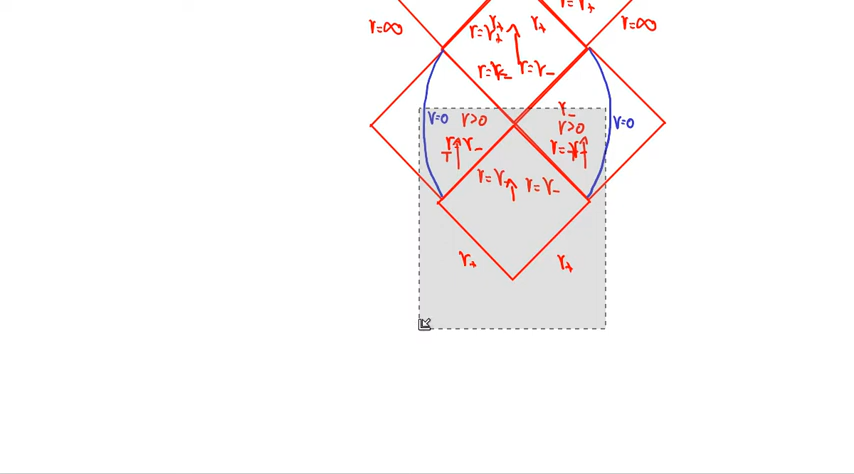 r=r₊
r=∞
r₊
r=∞
r=r₊
r=r₋
r=r₋
r₋
r=0
r>0
r>0
r=0
r₋
r=r₊
r=r₋
r₊
r₊